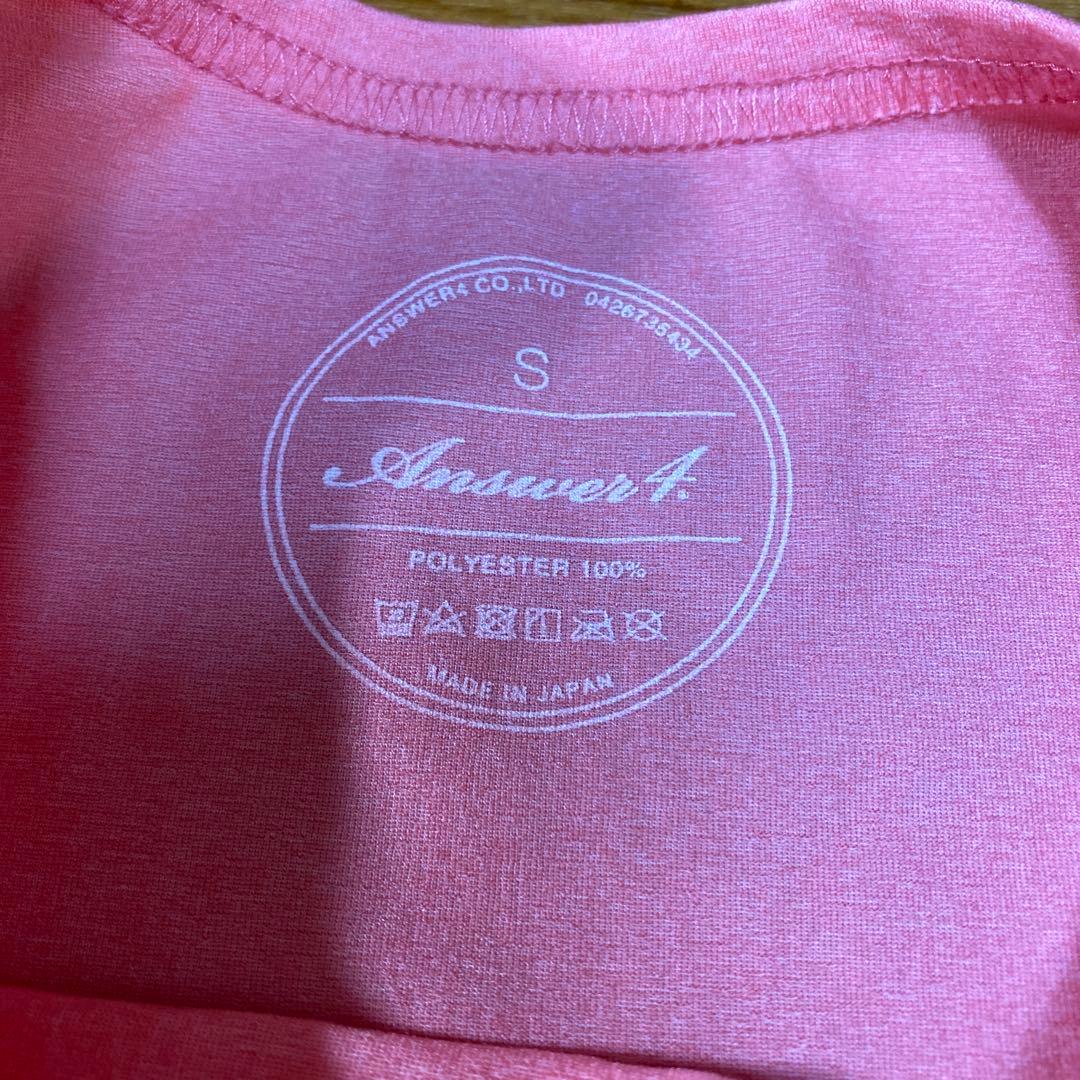 ANSWER4 CO.,LTD 0426735434
S
Answer4.
POLYESTER 100%
MADE IN JAPAN